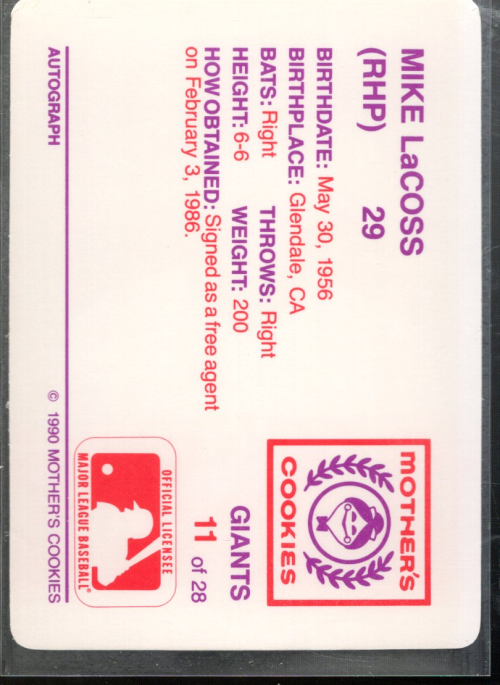 MIKE LaCOSS
(RHP) 29
BIRTHDATE: May 30, 1956
BIRTHPLACE: Glendale, CA
BATS: Right THROWS: Right
HEIGHT: 6-6 WEIGHT: 200
HOW OBTAINED: Signed as a free agent
on February 3, 1986.
MOTHER'S
COOKIES
GIANTS
11 of 28
OFFICIAL LICENSEE
MAJOR LEAGUE BASEBALL®
AUTOGRAPH
© 1990 MOTHER'S COOKIES